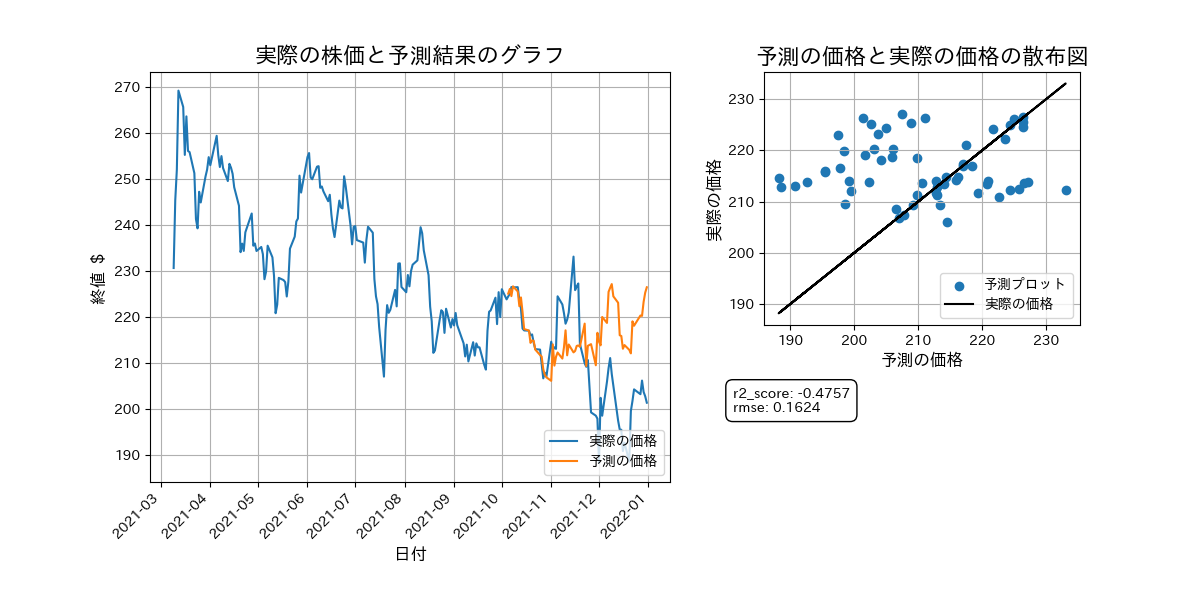 実際の株価と予測結果のグラフ
270
260
250
240
230
220
210
200
190
終値 $
2021-03
2021-04
2021-05
2021-06
2021-07
2021-08
2021-09
2021-10
2021-11
2021-12
2022-01
日付
実際の価格
予測の価格
予測の価格と実際の価格の散布図
230
220
210
200
190
実際の価格
190
200
210
220
230
予測の価格
予測プロット
実際の価格
r2_score: -0.4757
rmse: 0.1624